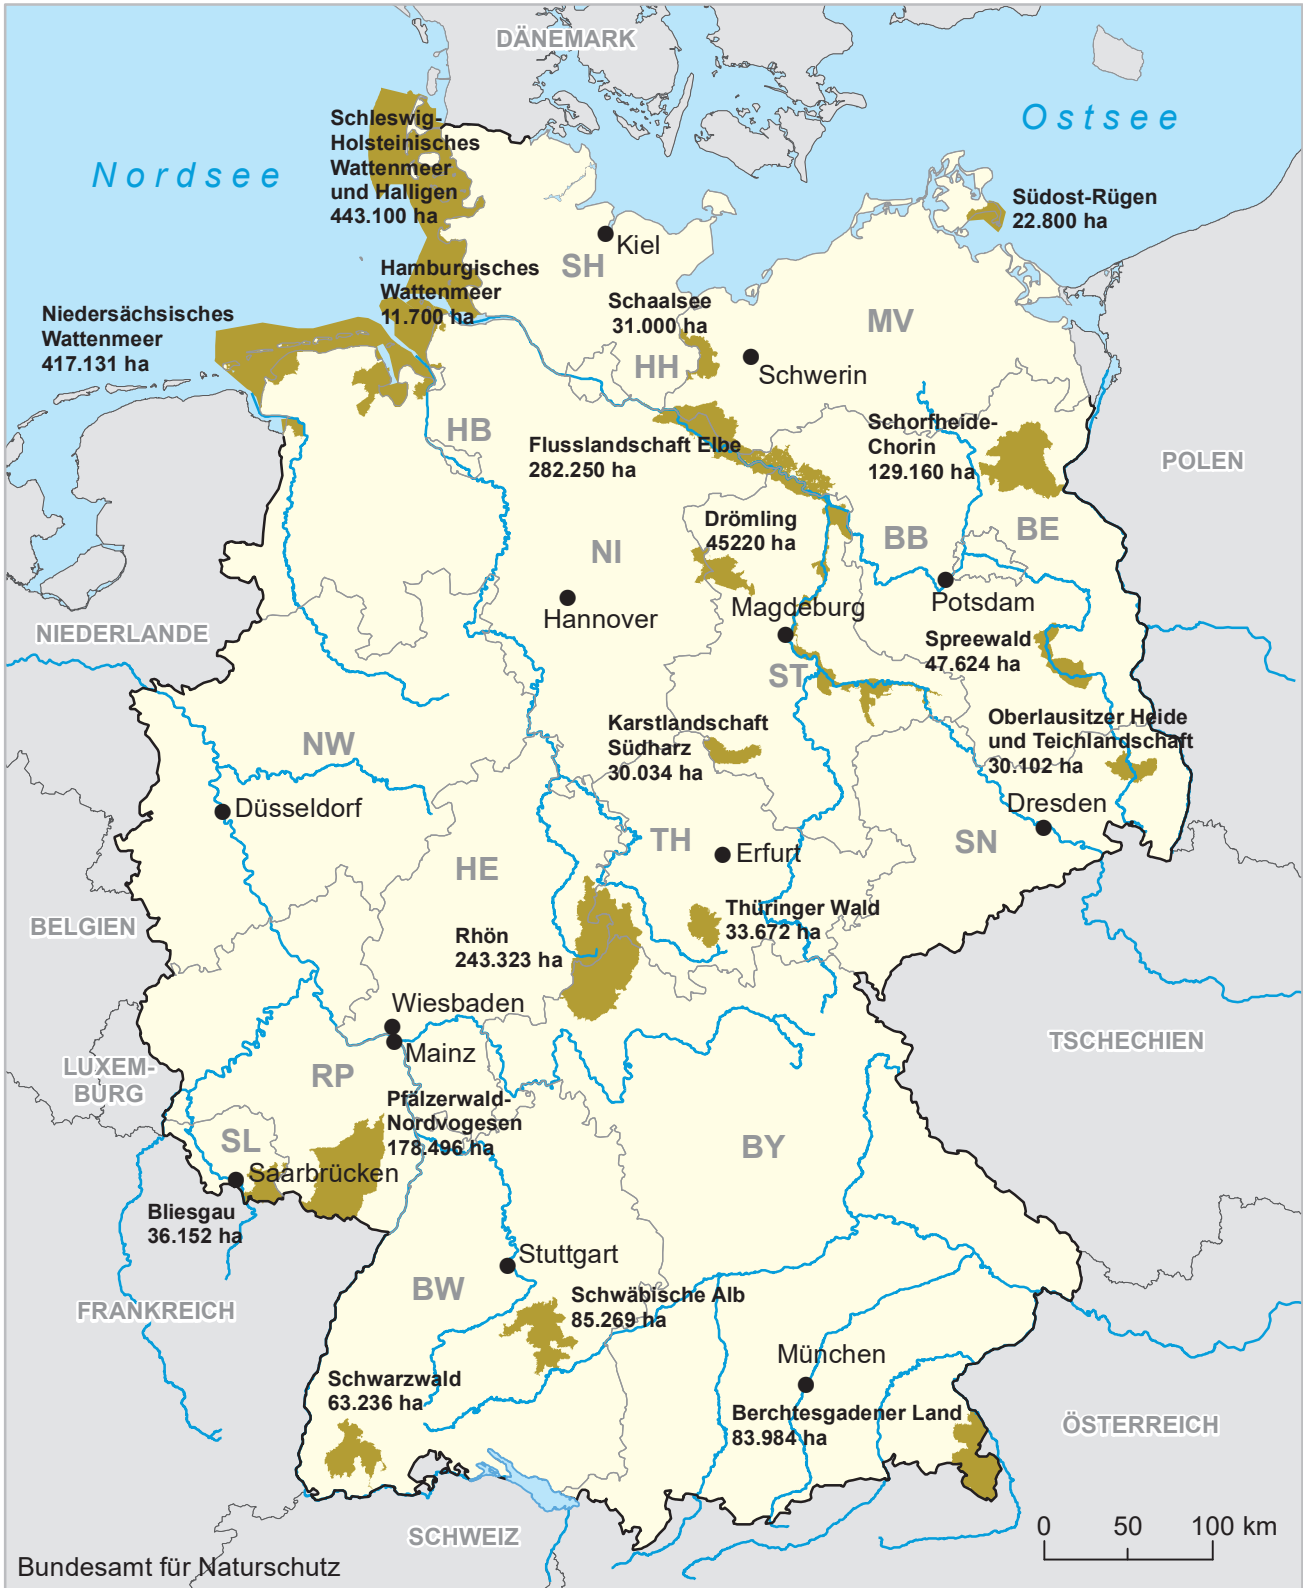 DÄNEMARK
Ostsee
Nordsee
Schleswig-
Holsteinisches
Wattenmeer
und Halligen
443.100 ha
Südost-Rügen
22.800 ha
Kiel
SH
Hamburgisches
Wattenmeer
11.700 ha
Schaalsee
31.000 ha
Niedersächsisches
Wattenmeer
417.131 ha
MV
HH
Schwerin
HB
Flusslandschaft Elbe
282.250 ha
Schorfheide-
Chorin
129.160 ha
POLEN
Drömling
45220 ha
BB
BE
NI
Hannover
Magdeburg
Potsdam
NIEDERLANDE
Spreewald
47.624 ha
ST
Karstlandschaft
Südharz
30.034 ha
Oberlausitzer Heide
und Teichlandschaft
30.102 ha
NW
Düsseldorf
Dresden
TH
Erfurt
SN
HE
BELGIEN
Thüringer Wald
33.672 ha
Rhön
243.323 ha
Wiesbaden
Mainz
TSCHECHIEN
LUXEM-
BURG
RP
Pfälzerwald-
Nordvogesen
178.496 ha
SL
Saarbrücken
BY
Bliesgau
36.152 ha
Stuttgart
FRANKREICH
BW
Schwäbische Alb
85.269 ha
München
Schwarzwald
63.236 ha
Berchtesgadener Land
83.984 ha
ÖSTERREICH
SCHWEIZ
0 50 100 km
Bundesamt für Naturschutz